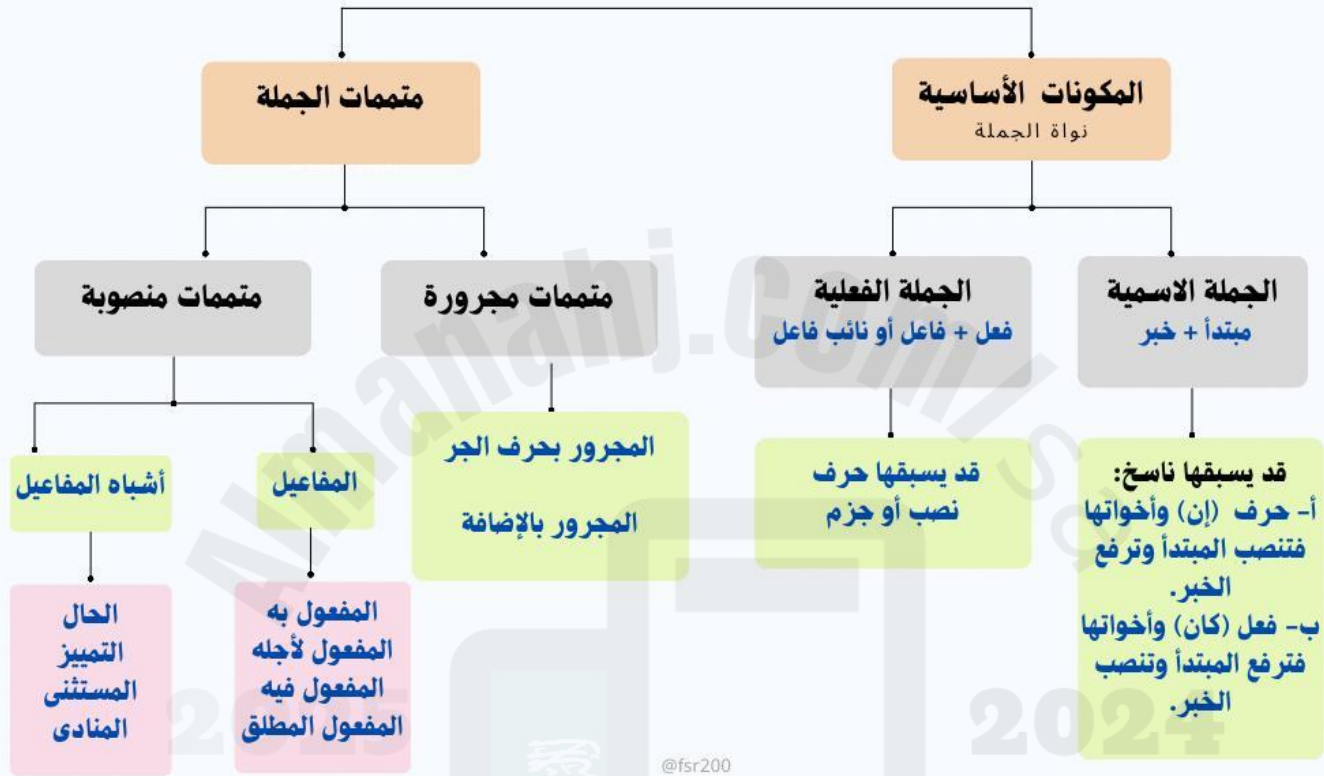 المكونات الأساسية
نواة الجملة
متممات الجملة
الجملة الاسمية
مبتدأ + خبر
الجملة الفعلية
فعل + فاعل أو نائب فاعل
متممات مجرورة
متممات منصوبة
قد يسبقها ناسخ:
أ- حرف (إن) وأخواتها
فتنصب المبتدأ وترفع
الخبر.
ب- فعل (كان) وأخواتها
فترفع المبتدأ وتنصب
الخبر.
قد يسبقها حرف
نصب أو جزم
المجرور بحرف الجر
المجرور بالإضافة
المفاعيل
أشباه المفاعيل
المفعول به
المفعول لأجله
المفعول فيه
المفعول المطلق
الحال
التمييز
المستثنى
المنادى
Almanahj.com/sa
2025
2024
@fsr200